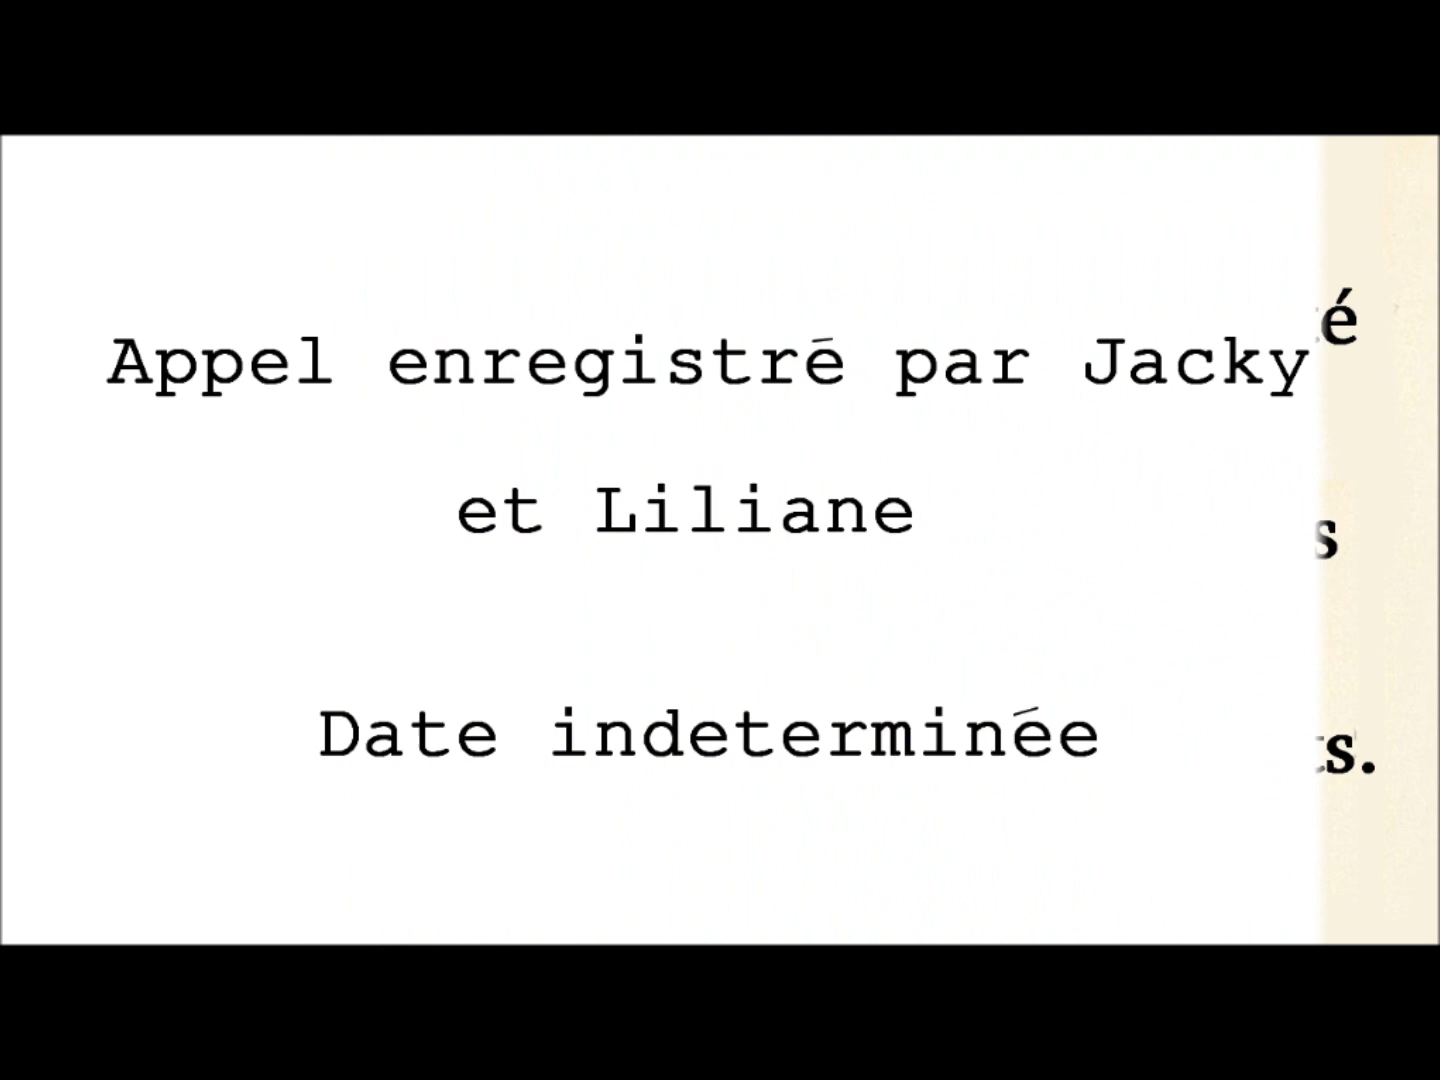 Appel enregistré par Jacky
et Liliane
Date indeterminée